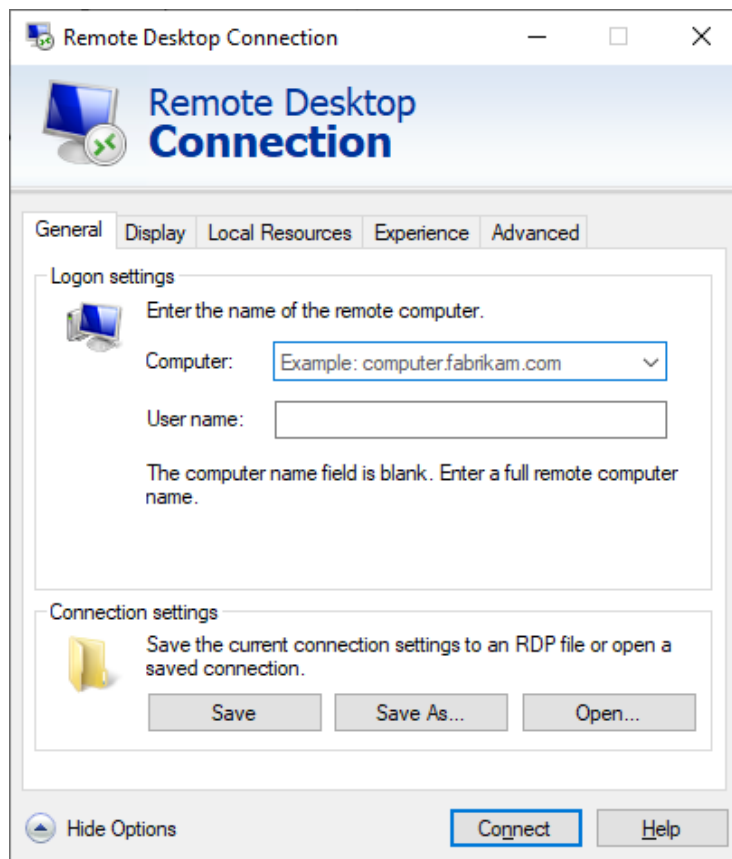 Remote Desktop Connection
Remote Desktop
Connection
General Display Local Resources Experience Advanced
Logon settings
Enter the name of the remote computer.
Computer: Example: computer.fabrikam.com
User name:
The computer name field is blank. Enter a full remote computer
name.
Connection settings
Save the current connection settings to an RDP file or open a
saved connection.
Save Save As... Open...
Hide Options Connect Help